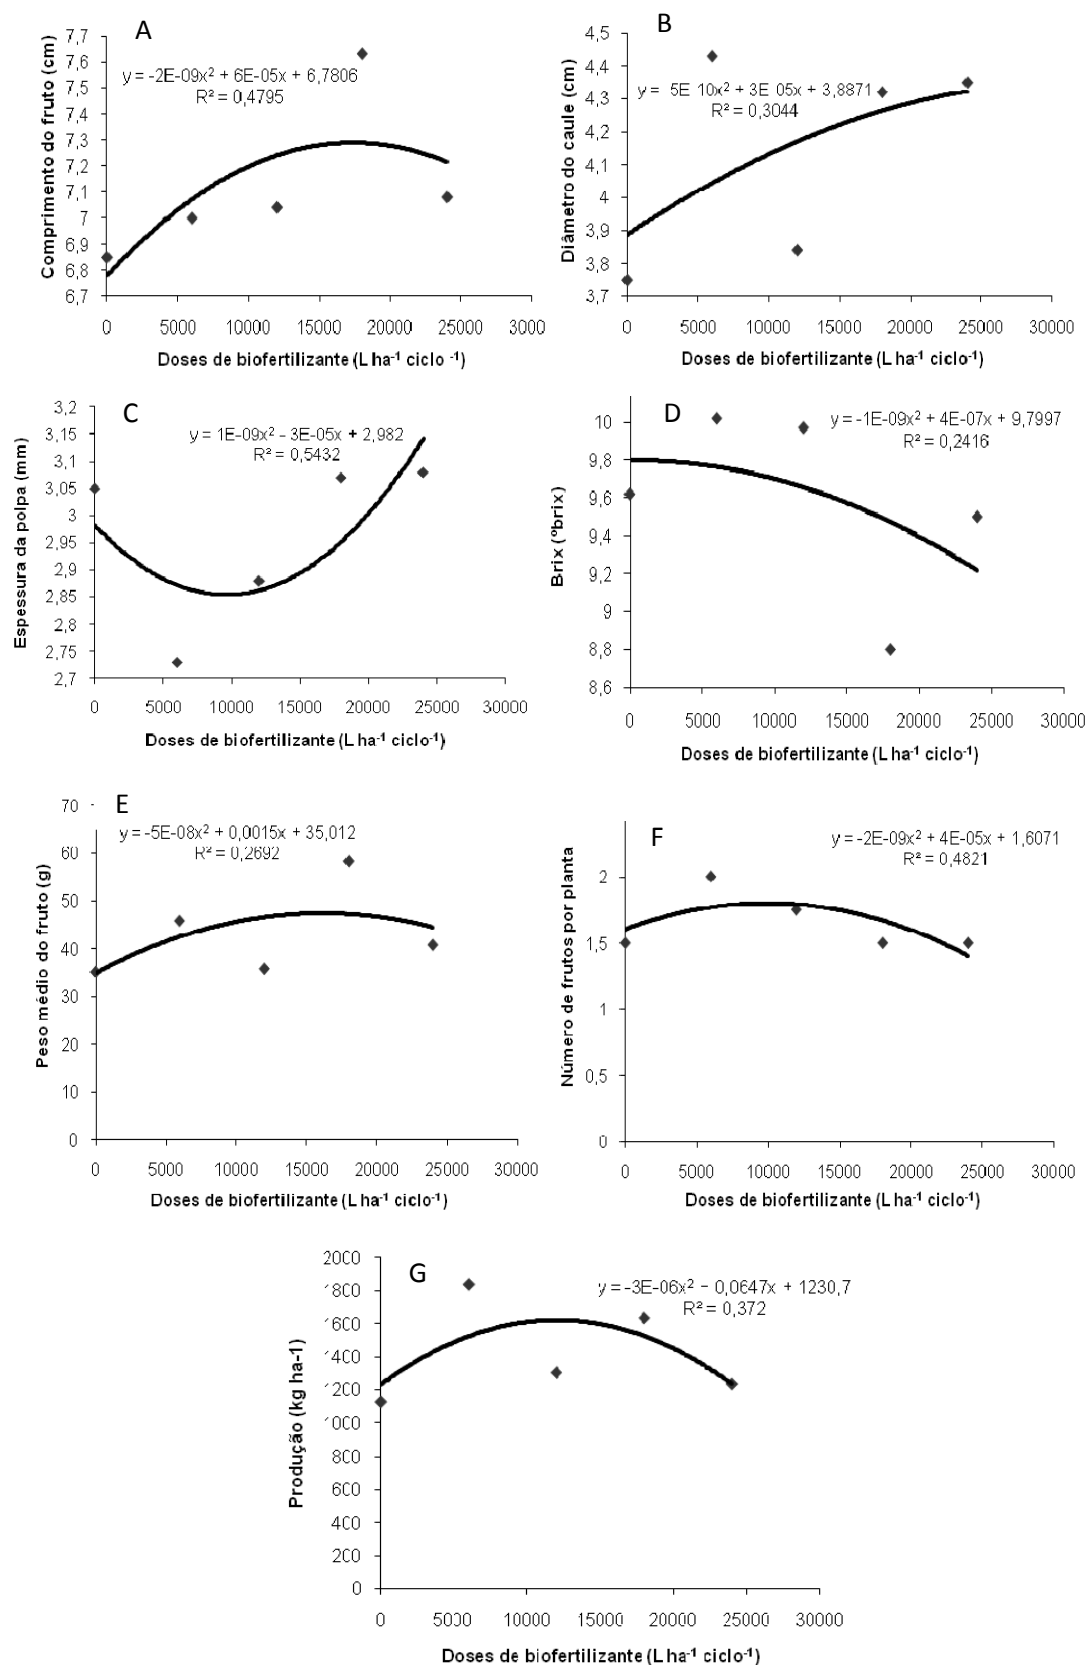 A
Comprimento do fruto (cm)
7,7
7,6
7,5
7,4
7,3
7,2
7,1
7
6,9
6,8
6,7
y = -2E-09x² + 6E-05x + 6,7806
R² = 0,4795
0 5000 10000 15000 20000 25000 30000
Doses de biofertilizante (L ha-1 ciclo -1)
B
Diâmetro do caule (cm)
4,5
4,4
4,3
4,2
4,1
4
3,9
3,8
3,7
y = 5E 10x² + 3E 05x + 3,8871
R² = 0,3044
0 5000 10000 15000 20000 25000 30000
Doses de biofertilizante (L ha-1 ciclo-1)
C
Espessura da polpa (mm)
3,2
3,15
3,1
3,05
3
2,95
2,9
2,85
2,8
2,75
2,7
y = 1E-09x² - 3E-05x + 2,982
R² = 0,5432
0 5000 10000 15000 20000 25000 30000
Doses de biofertilizante (L ha-1 ciclo-1)
D
Brix (ºbrix)
10
9,8
9,6
9,4
9,2
9
8,8
8,6
y = -1E-09x² + 4E-07x + 9,7997
R² = 0,2416
0 5000 10000 15000 20000 25000 30000
Doses de biofertilizante (L ha-1 ciclo-1)
E
Peso médio do fruto (g)
70
60
50
40
30
20
10
0
y = -5E-08x² + 0,0015x + 35,012
R² = 0,2692
0 5000 10000 15000 20000 25000 30000
Doses de biofertilizante (L ha-1 ciclo-1)
F
Número de frutos por planta
2
1,5
1
0,5
0
y = -2E-09x² + 4E-05x + 1,6071
R² = 0,4821
0 5000 10000 15000 20000 25000 30000
Doses de biofertilizante (L ha-1 ciclo-1)
G
Produção (kg ha-1)
2000
1800
1600
1400
1200
1000
800
600
400
200
0
y = -3E-06x² − 0,0647x + 1230,7
R² = 0,372
0 5000 10000 15000 20000 25000 30000
Doses de biofertilizante (L ha-1 ciclo-1)